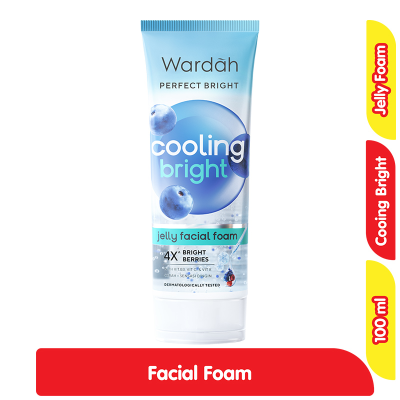 Wardah
PERFECT BRIGHT
cooling
bright
jelly facial foam
4X* BRIGHT
BERRIES
DERMATOLOGICALLY TESTED
Jelly Foam
Cooing Bright
100 ml
Facial Foam